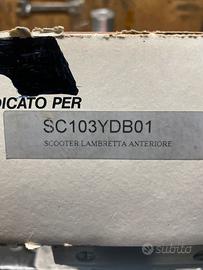 DICATO PER
SC103YDB01
SCOOTER LAMBRETTA ANTERIORE
subito